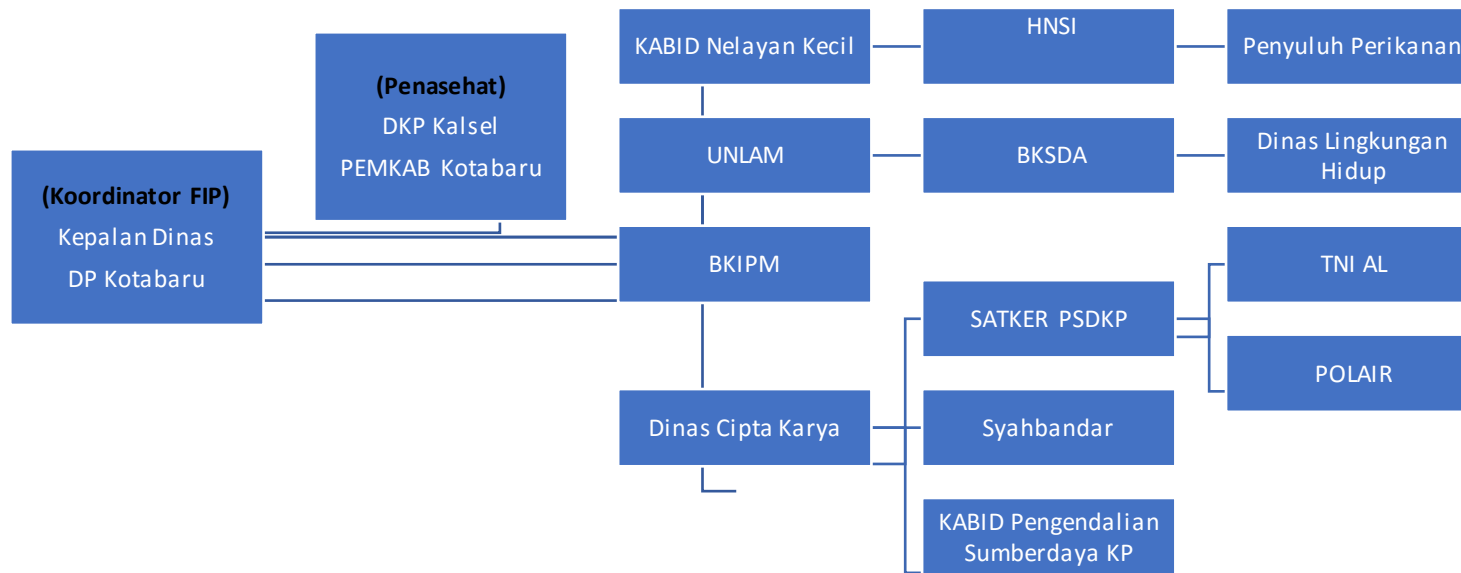 (Koordinator FIP)
Kepalan Dinas
DP Kotabaru
(Penasehat)
DKP Kalsel
PEMKAB Kotabaru
KABID Nelayan Kecil
HNSI
Penyuluh Perikanan
UNLAM
BKSDA
Dinas Lingkungan
Hidup
BKIPM
Dinas Cipta Karya
SATKER PSDKP
TNI AL
POLAIR
Syahbandar
KABID Pengendalian
Sumberdaya KP